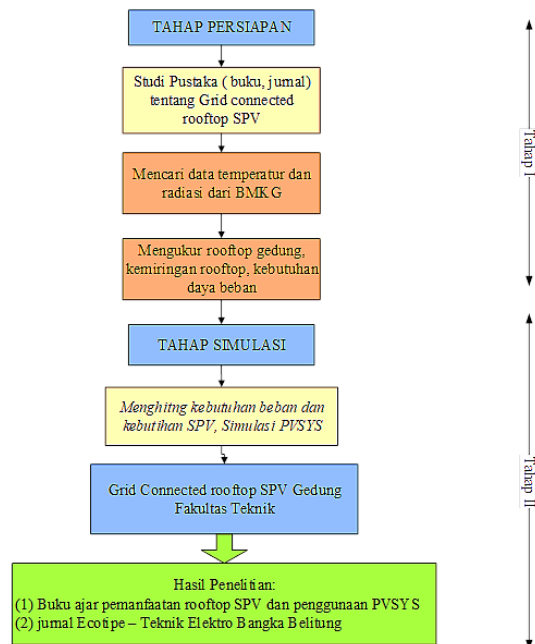 TAHAP PERSIAPAN
Studi Pustaka ( buku, jurnal)
tentang Grid connected
rooftop SPV
Mencari data temperatur dan
radiasi dari BMKG
Mengukur rooftop gedung,
kemiringan rooftop, kebutuhan
daya beban
Tahap I
TAHAP SIMULASI
Menghitng kebutuhan beban dan
kebutihan SPV, Simulasi PVSYS
Grid Connected rooftop SPV Gedung
Fakultas Teknik
Tahap II
Hasil Penelitian:
(1) Buku ajar pemanfaatan rooftop SPV dan penggunaan PVSYS
(2) jurnal Ecotipe – Teknik Elektro Bangka Belitung